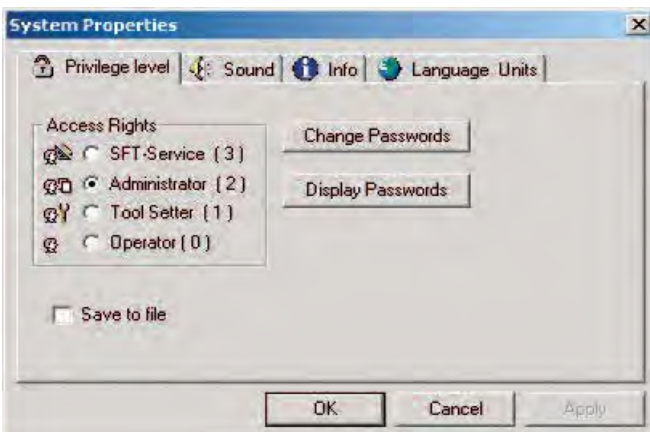 System Properties
Privilege level Sound Info Language Units
Access Rights
SFT-Service ( 3 )
Administrator ( 2 )
Tool Setter ( 1 )
Operator ( 0 )
Change Passwords
Display Passwords
Save to file
OK Cancel Apply